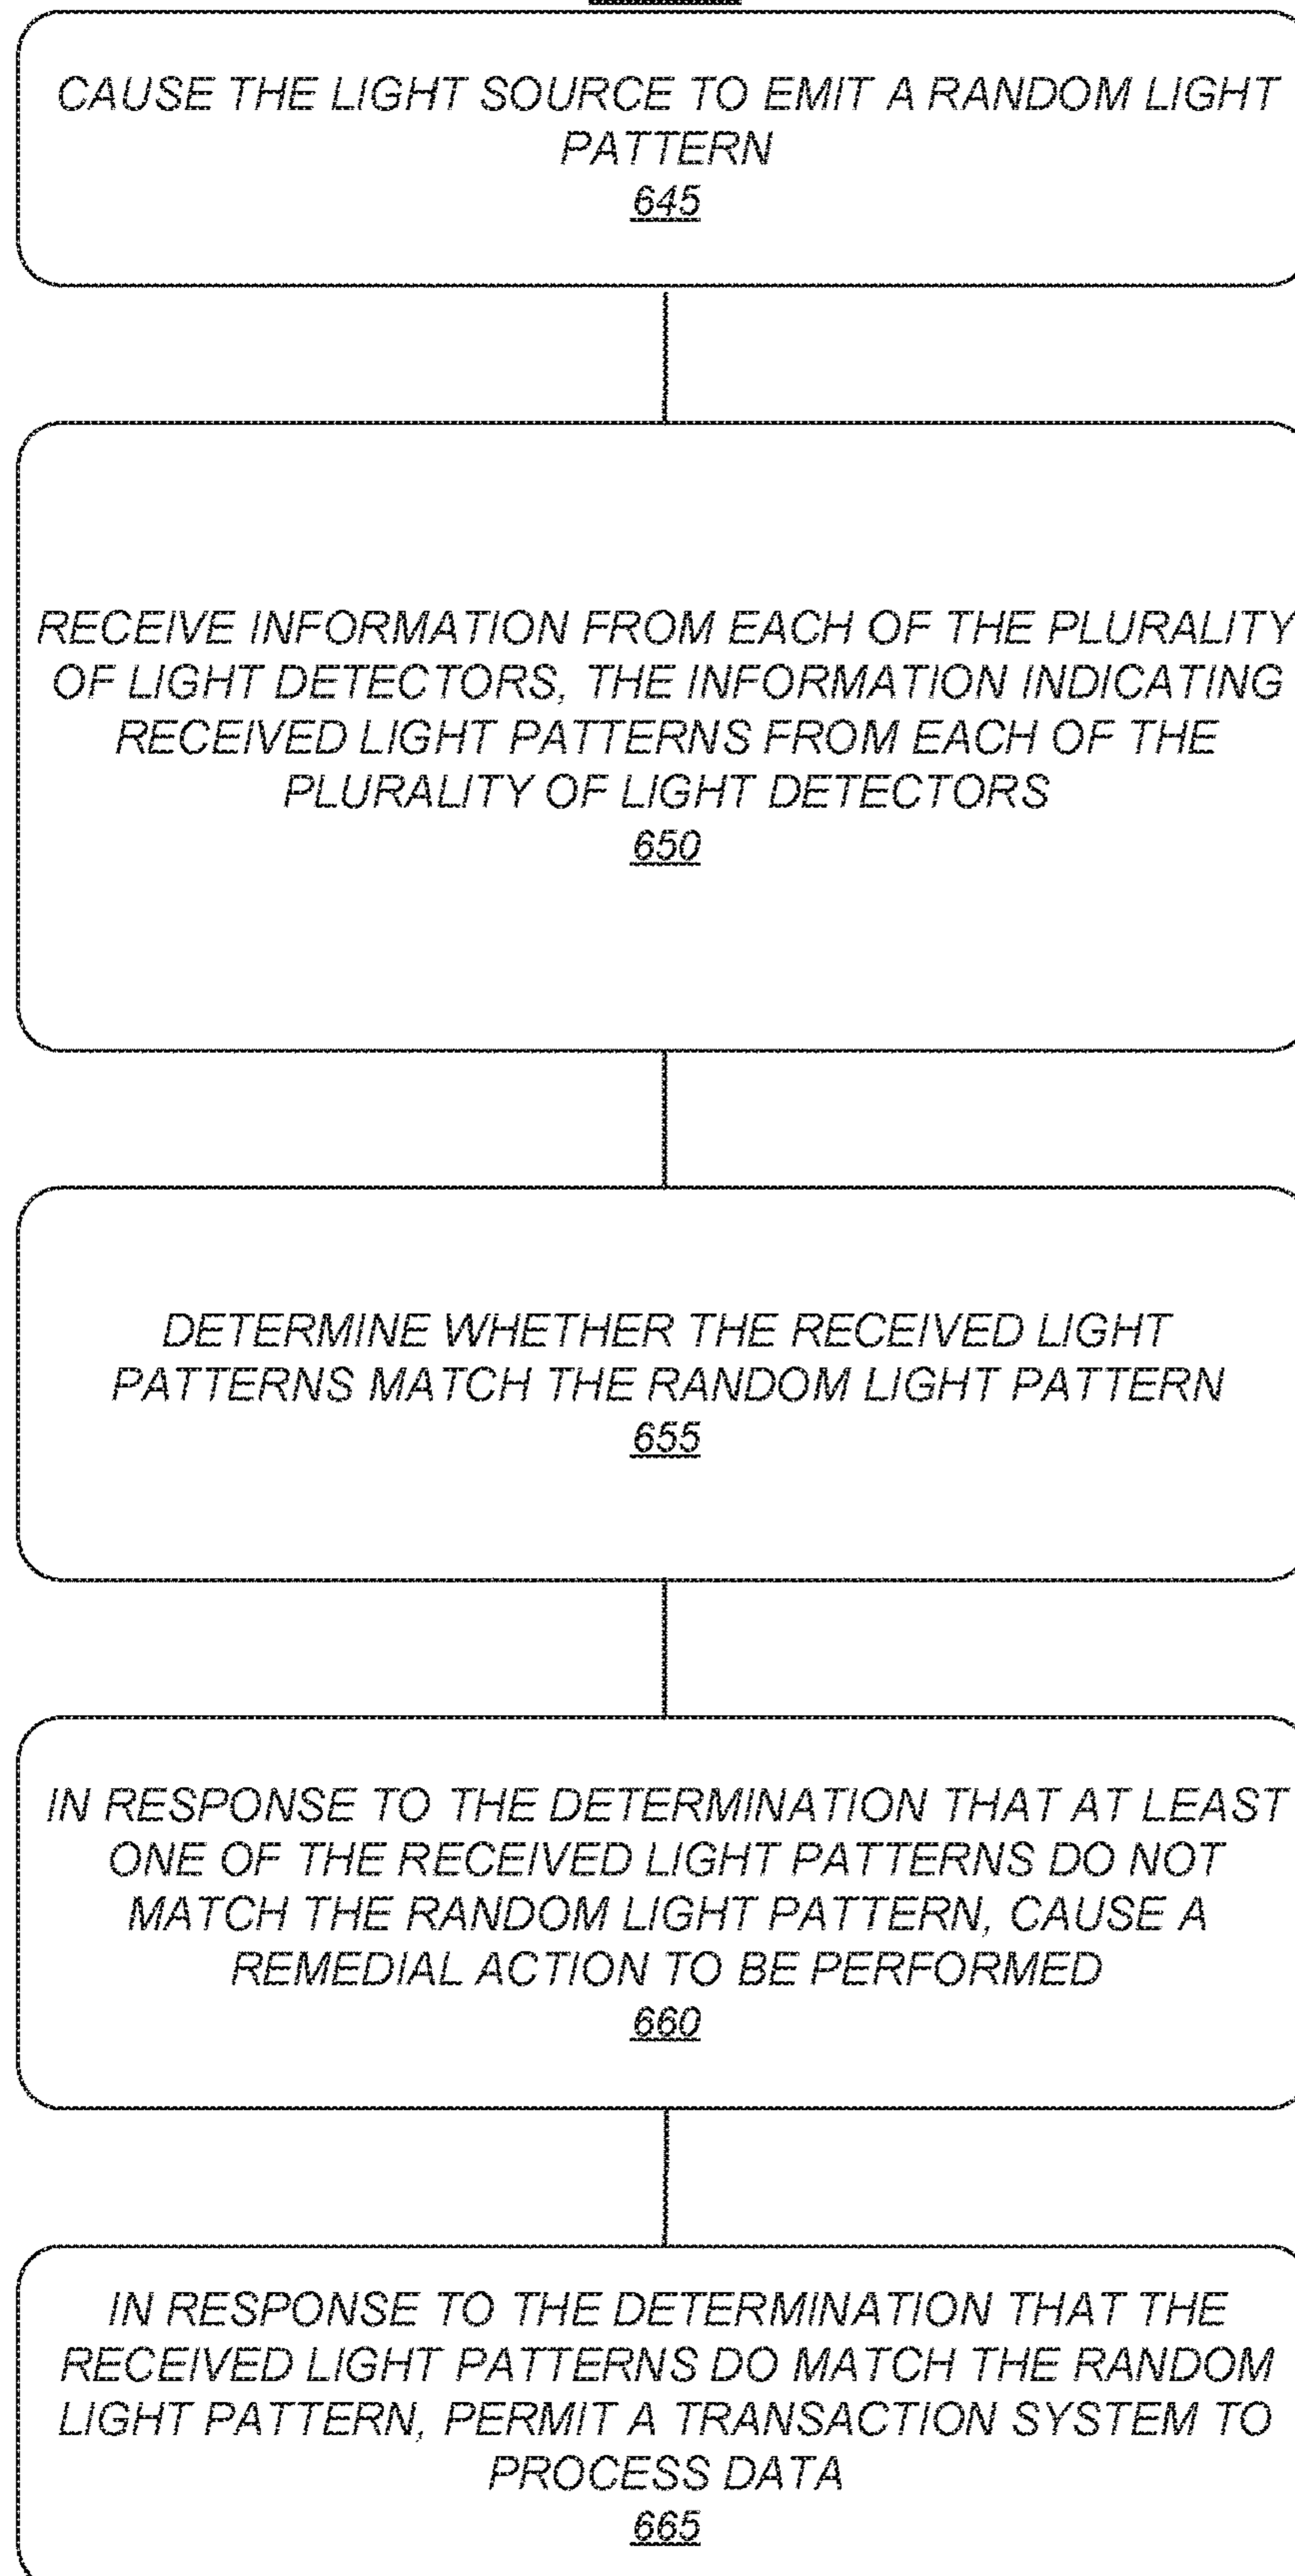 CAUSE THE LIGHT SOURCE TO EMIT A RANDOM LIGHT
PATTERN
645
RECEIVE INFORMATION FROM EACH OF THE PLURALITY
OF LIGHT DETECTORS, THE INFORMATION INDICATING
RECEIVED LIGHT PATTERNS FROM EACH OF THE
PLURALITY OF LIGHT DETECTORS
650
DETERMINE WHETHER THE RECEIVED LIGHT
PATTERNS MATCH THE RANDOM LIGHT PATTERN
655
IN RESPONSE TO THE DETERMINATION THAT AT LEAST
ONE OF THE RECEIVED LIGHT PATTERNS DO NOT
MATCH THE RANDOM LIGHT PATTERN, CAUSE A
REMEDIAL ACTION TO BE PERFORMED
660
IN RESPONSE TO THE DETERMINATION THAT THE
RECEIVED LIGHT PATTERNS DO MATCH THE RANDOM
LIGHT PATTERN, PERMIT A TRANSACTION SYSTEM TO
PROCESS DATA
665